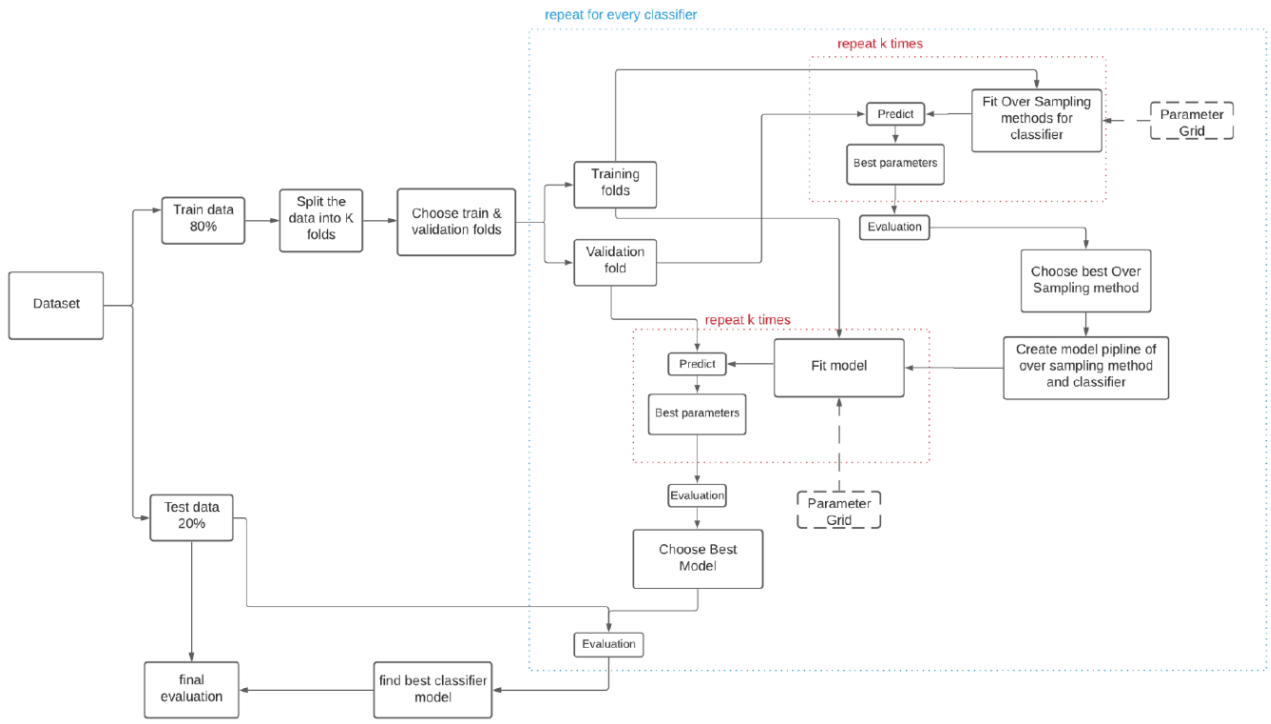 repeat for every classifier
repeat k times
Fit Over Sampling
methods for
classifier
Parameter
Grid
Predict
Best parameters
Evaluation
Training
folds
Train data
80%
Split the
data into K
folds
Choose train &
validation folds
Validation
fold
Dataset
Choose best Over
Sampling method
repeat k times
Predict
Fit model
Create model pipline of
over sampling method
and classifier
Best parameters
Evaluation
Parameter
Grid
Test data
20%
Choose Best
Model
Evaluation
final
evaluation
find best classifier
model